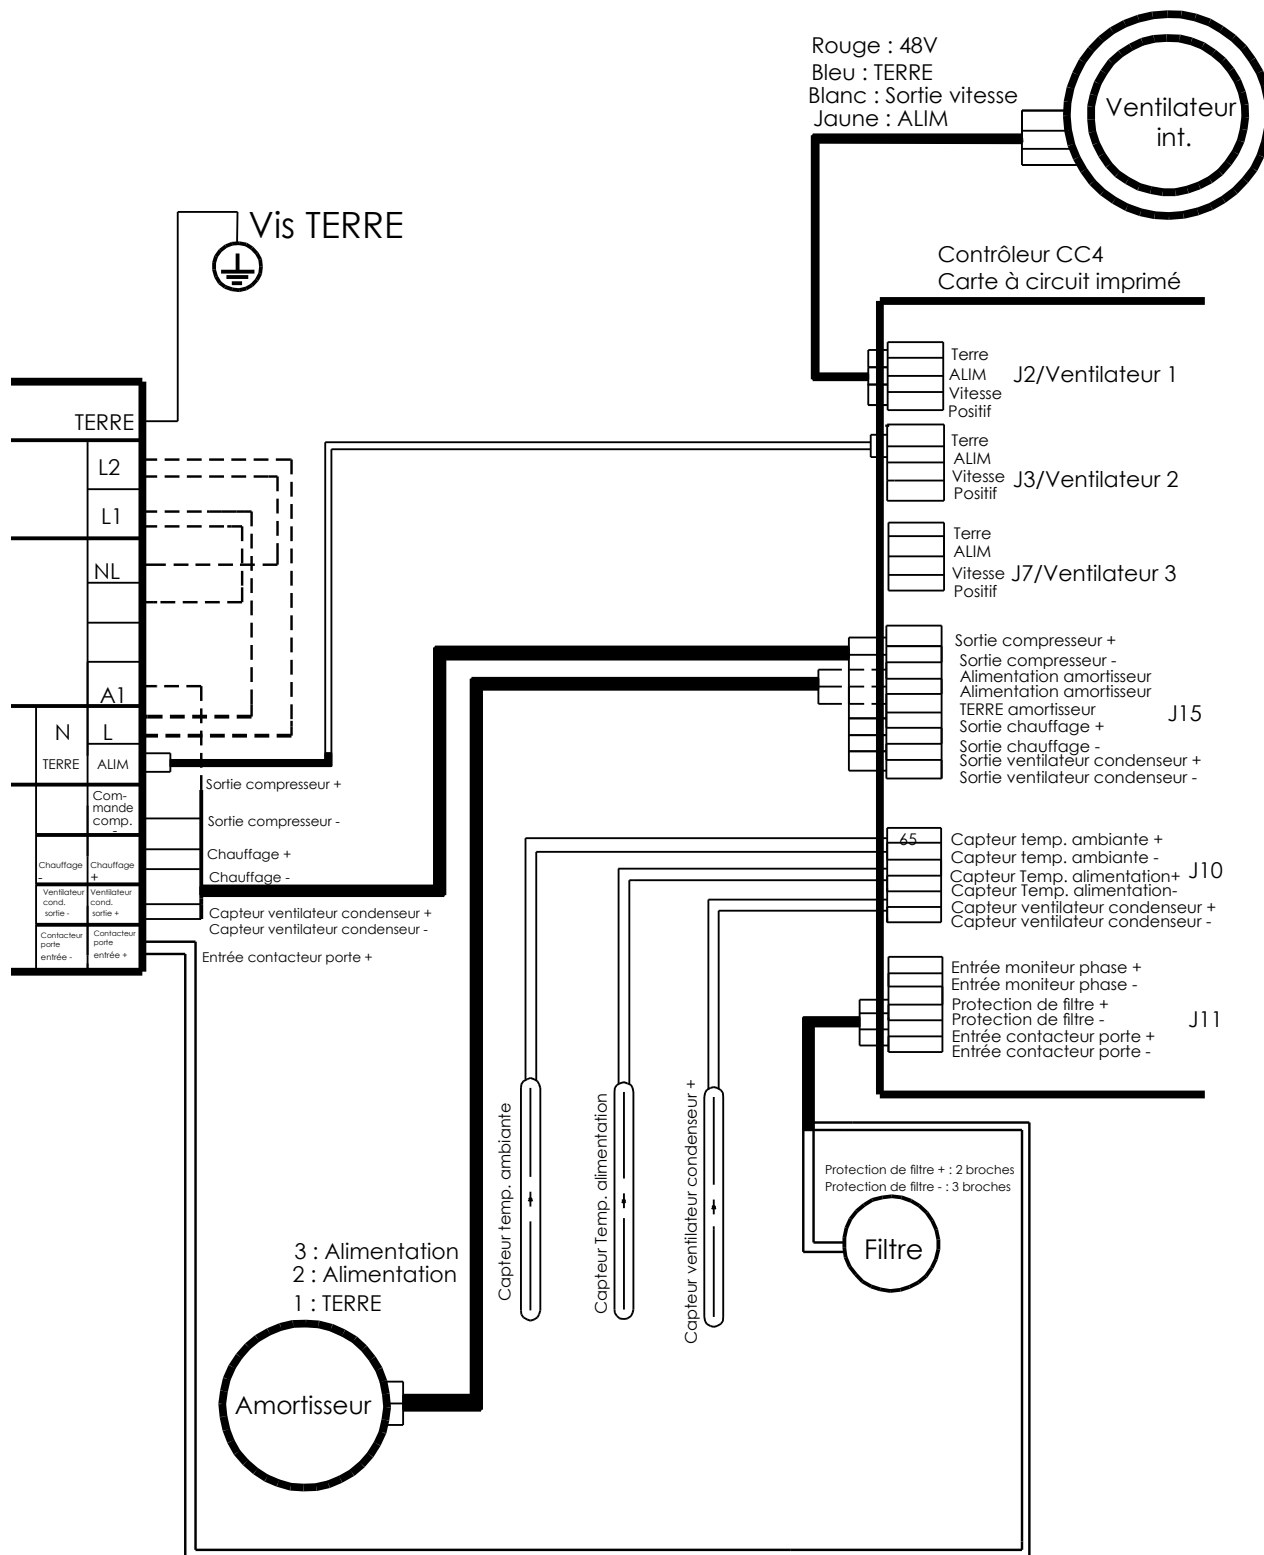 Rouge : 48V
Bleu : TERRE
Blanc : Sortie vitesse
Jaune : ALIM
Ventilateur
int.
Vis TERRE
Contrôleur CC4
Carte à circuit imprimé
Terre
ALIM
Vitesse
Positif
J2/Ventilateur 1
Terre
ALIM
Vitesse
Positif
J3/Ventilateur 2
Terre
ALIM
Vitesse
Positif
J7/Ventilateur 3
Sortie compresseur +
Sortie compresseur -
Alimentation amortisseur
Alimentation amortisseur
TERRE amortisseur
Sortie chauffage +
Sortie chauffage -
Sortie ventilateur condenseur +
Sortie ventilateur condenseur -
J15
65
Capteur temp. ambiante +
Capteur temp. ambiante -
Capteur Temp. alimentation+
Capteur Temp. alimentation-
Capteur ventilateur condenseur +
Capteur ventilateur condenseur -
J10
Entrée moniteur phase +
Entrée moniteur phase -
Protection de filtre +
Protection de filtre -
Entrée contacteur porte +
Entrée contacteur porte -
J11
TERRE
L2
L1
NL
A1
N
L
TERRE
ALIM
Com-
mande
comp.
-
Chauffage
-
Chauffage
+
Ventilateur
cond.
sortie -
Ventilateur
cond.
sortie +
Contacteur
porte
entrée -
Contacteur
porte
entrée +
Sortie compresseur +
Sortie compresseur -
Chauffage +
Chauffage -
Capteur ventilateur condenseur +
Capteur ventilateur condenseur -
Entrée contacteur porte +
Capteur temp. ambiante
Capteur Temp. alimentation
Capteur ventilateur condenseur +
Protection de filtre + : 2 broches
Protection de filtre - : 3 broches
Filtre
3 : Alimentation
2 : Alimentation
1 : TERRE
Amortisseur